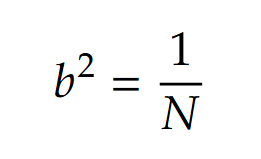 b² = 1/N